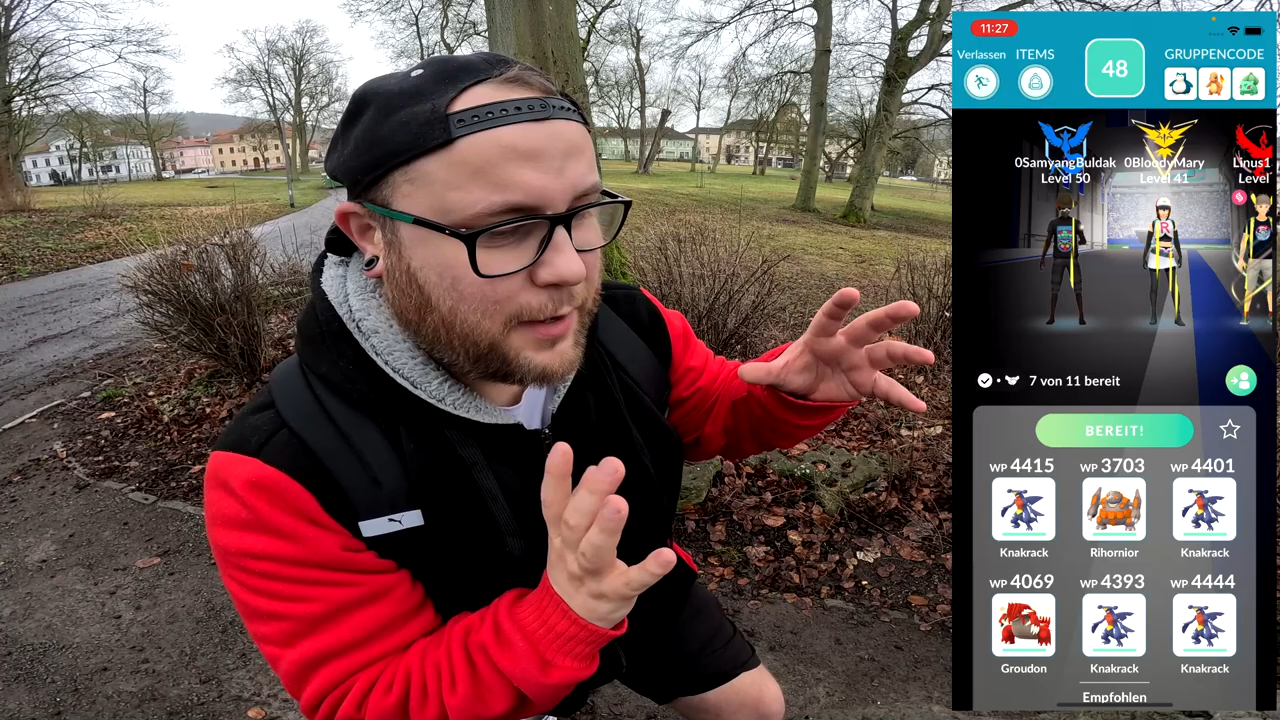 11:27
Verlassen
ITEMS
48
GRUPPENCODE
0SamyangBuldak
Level 50
0BloodyMary
Level 41
Linus1
Level
R
7 von 11 bereit
BEREIT!
WP 4415
WP 3703
WP 4401
Knakrack
Rihornior
Knakrack
WP 4069
WP 4393
WP 4444
Groudon
Knakrack
Knakrack
Empfohlen